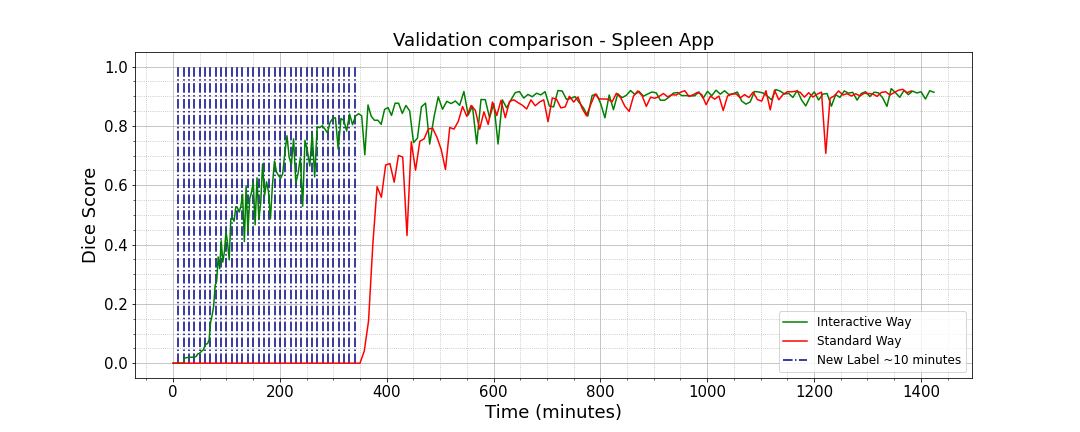 Validation comparison - Spleen App
Dice Score
1.0
0.8
0.6
0.4
0.2
0.0
0 200 400 600 800 1000 1200 1400
Time (minutes)
Interactive Way
Standard Way
New Label ~10 minutes